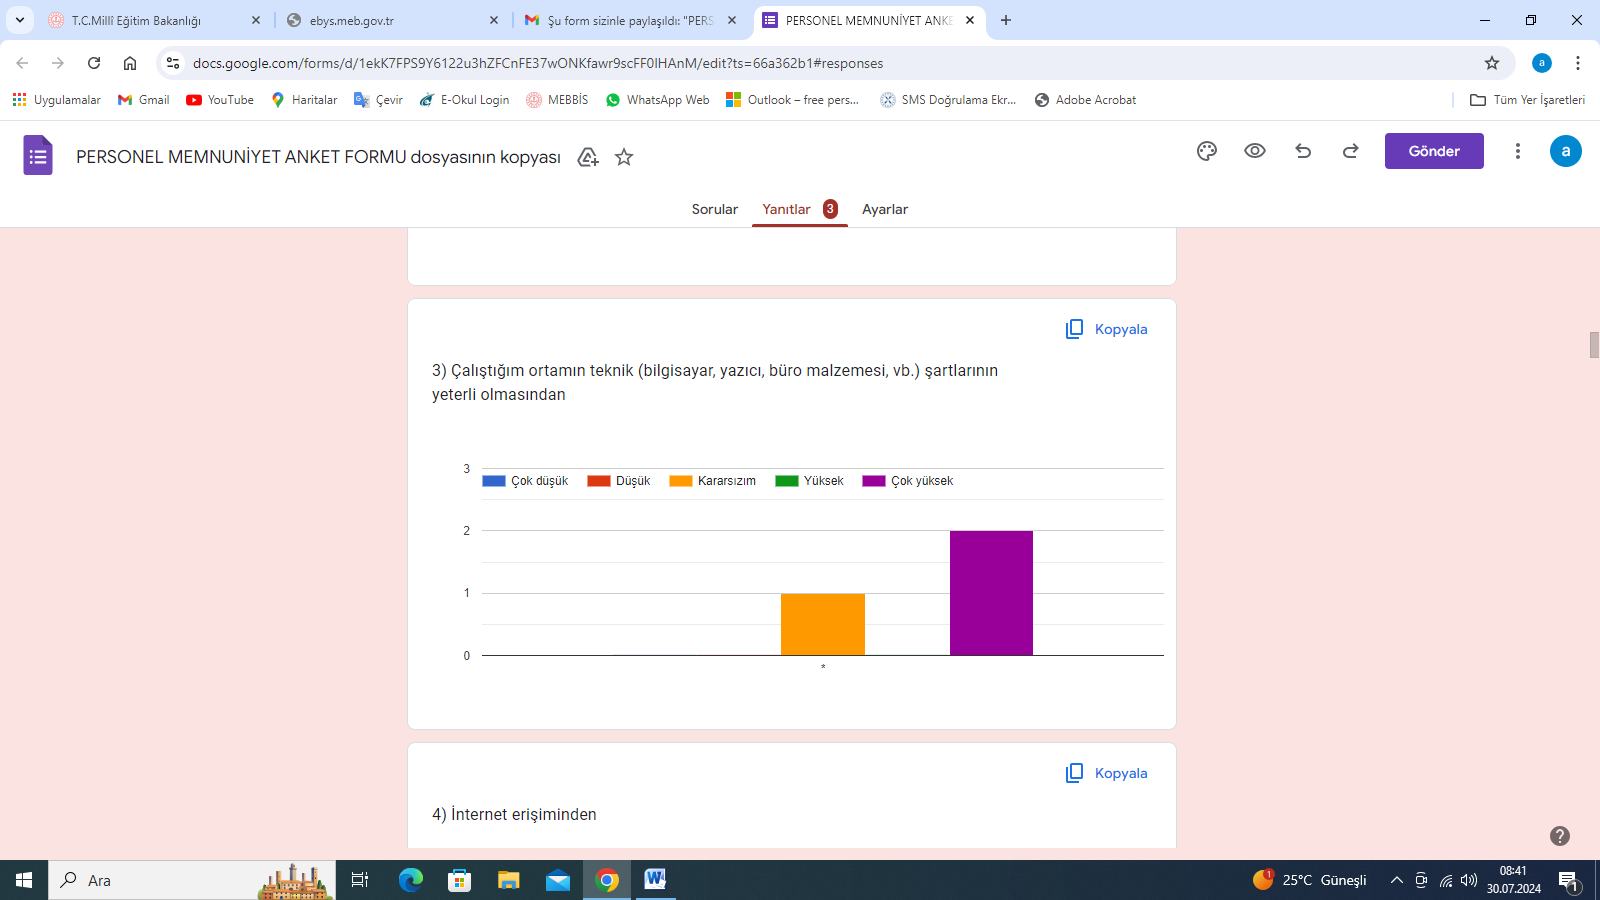 T.C.Millî Eğitim Bakanlığı
ebys.meb.gov.tr
Şu form sizinle paylaşıldı: "PERS
PERSONEL MEMNUNİYET ANKE
docs.google.com/forms/d/1ekK7FPS9Y6122u3hZFCnFE37wONKfawr9scFF0IHAnM/edit?ts=66a362b1#responses
a
Uygulamalar
Gmail
YouTube
Haritalar
Çevir
E-Okul Login
MEBBİS
WhatsApp Web
Outlook – free pers...
SMS Doğrulama Ekr...
Adobe Acrobat
Tüm Yer İşaretleri
PERSONEL MEMNUNİYET ANKET FORMU dosyasının kopyası
Gönder
a
Sorular
Yanıtlar 3
Ayarlar
Kopyala
3) Çalıştığım ortamın teknik (bilgisayar, yazıcı, büro malzemesi, vb.) şartlarının
yeterli olmasından
3
Çok düşük
Düşük
Kararsızım
Yüksek
Çok yüksek
2
1
0
*
Kopyala
4) İnternet erişiminden
?
Ara
W
1
25°C Güneşli
08:41
30.07.2024
1